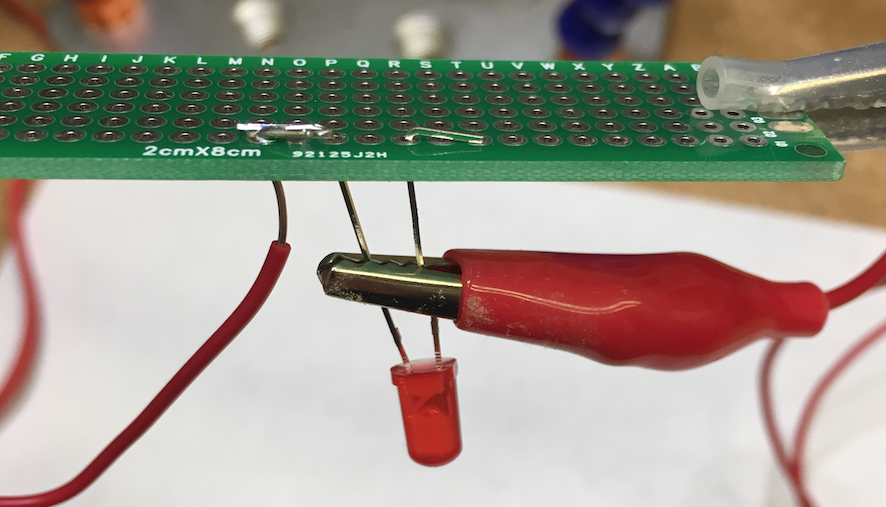 F G H I J K L M N O P Q R S T U V W X Y Z A
2cmX8cm 92125J2H